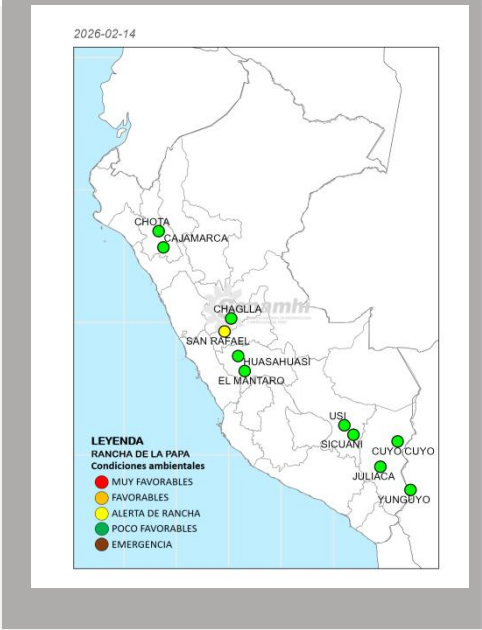 2026-02-14
CHOTA
CAJAMARCA
Senamhi
CHAGLLA
SAN RAFAEL
HUASAHUASI
EL MANTARO
USI
SICUANI
CUYO CUYO
JULIACA
YUNGUYO
LEYENDA
RANCHA DE LA PAPA
Condiciones ambientales
MUY FAVORABLES
FAVORABLES
ALERTA DE RANCHA
POCO FAVORABLES
EMERGENCIA